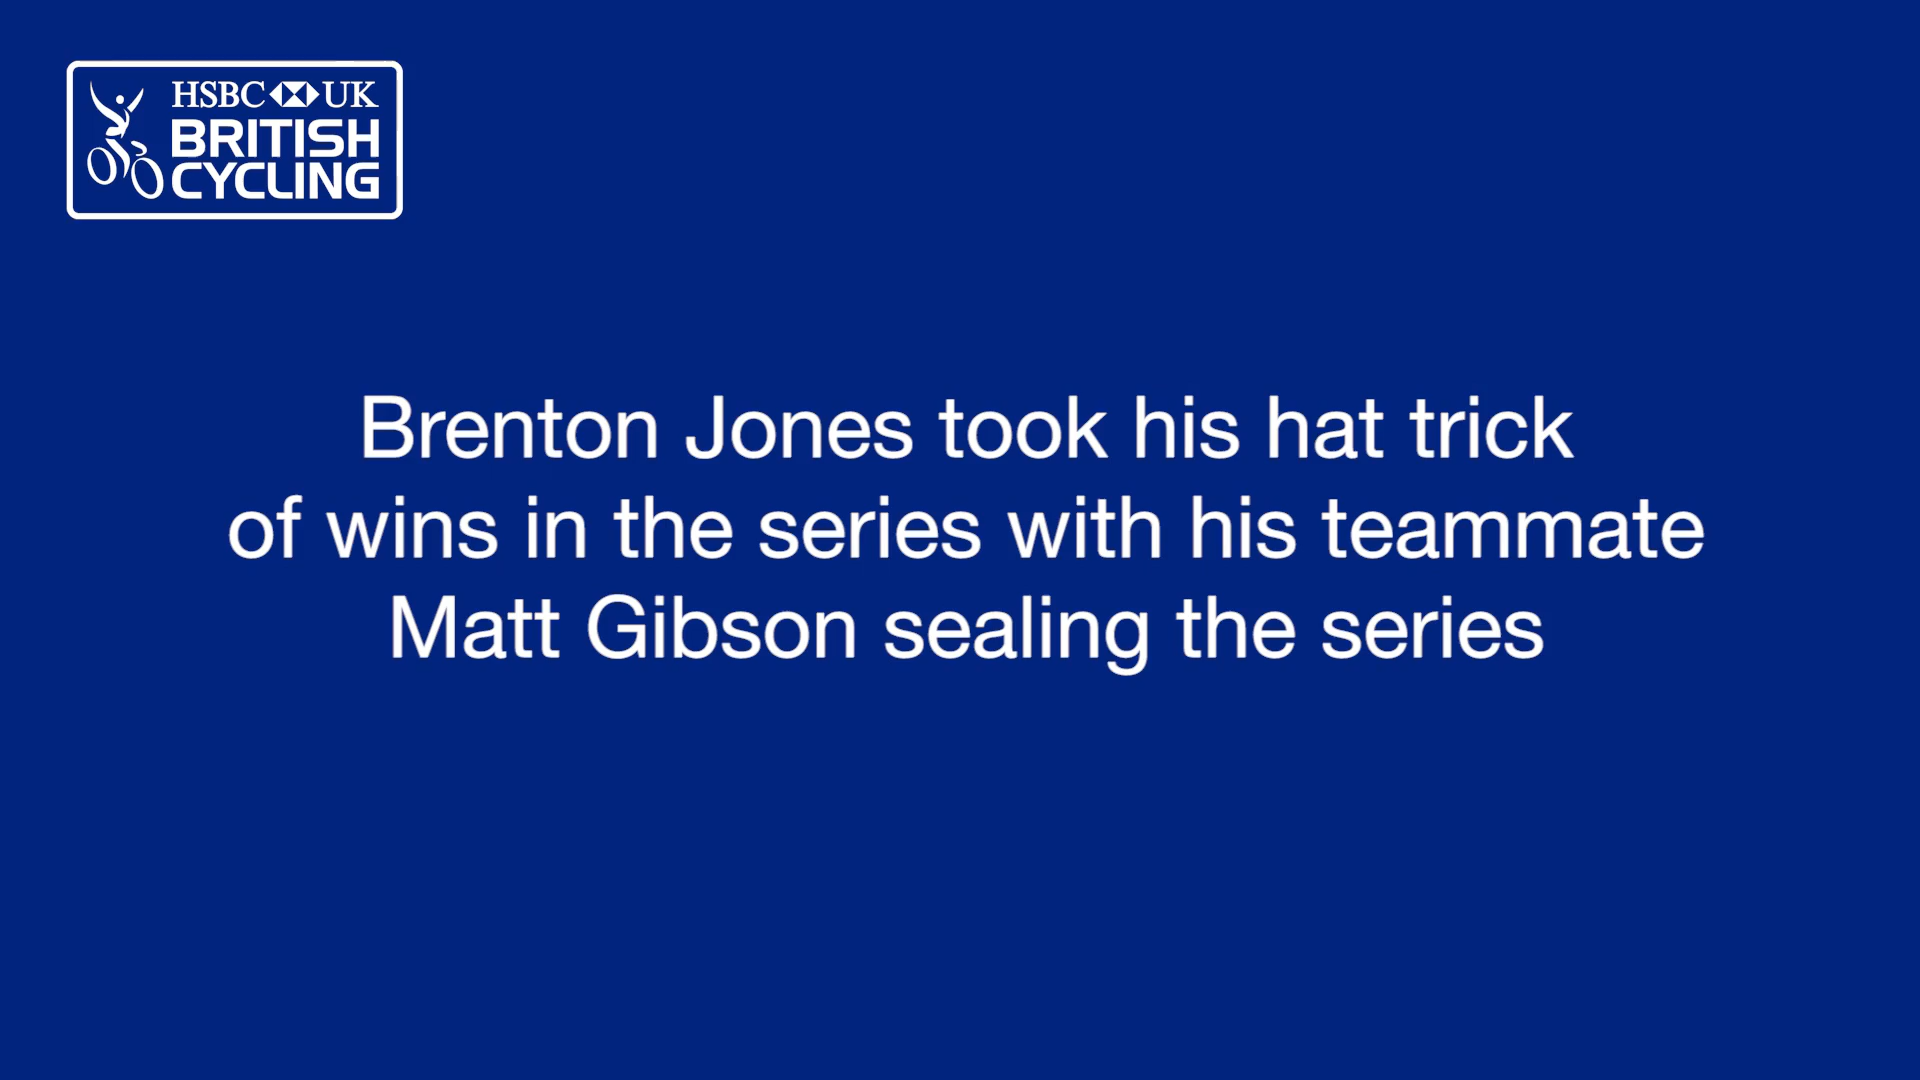 HSBC UK
BRITISH
CYCLING
Brenton Jones took his hat trick
of wins in the series with his teammate
Matt Gibson sealing the series